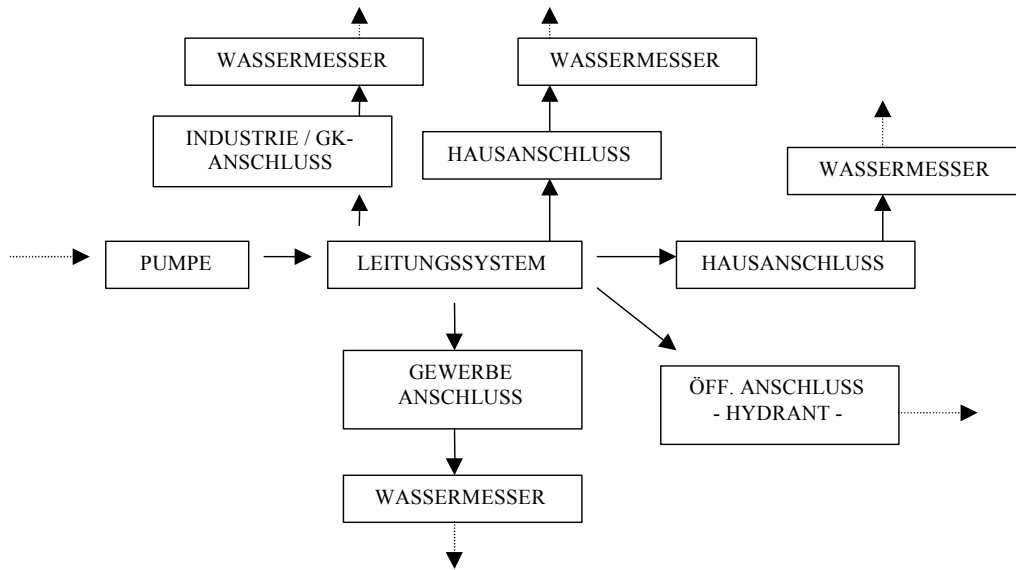 WASSERMESSER
WASSERMESSER
INDUSTRIE / GK-
ANSCHLUSS
HAUSANSCHLUSS
WASSERMESSER
PUMPE
LEITUNGSSYSTEM
HAUSANSCHLUSS
GEWERBE
ANSCHLUSS
ÖFF. ANSCHLUSS
- HYDRANT -
WASSERMESSER